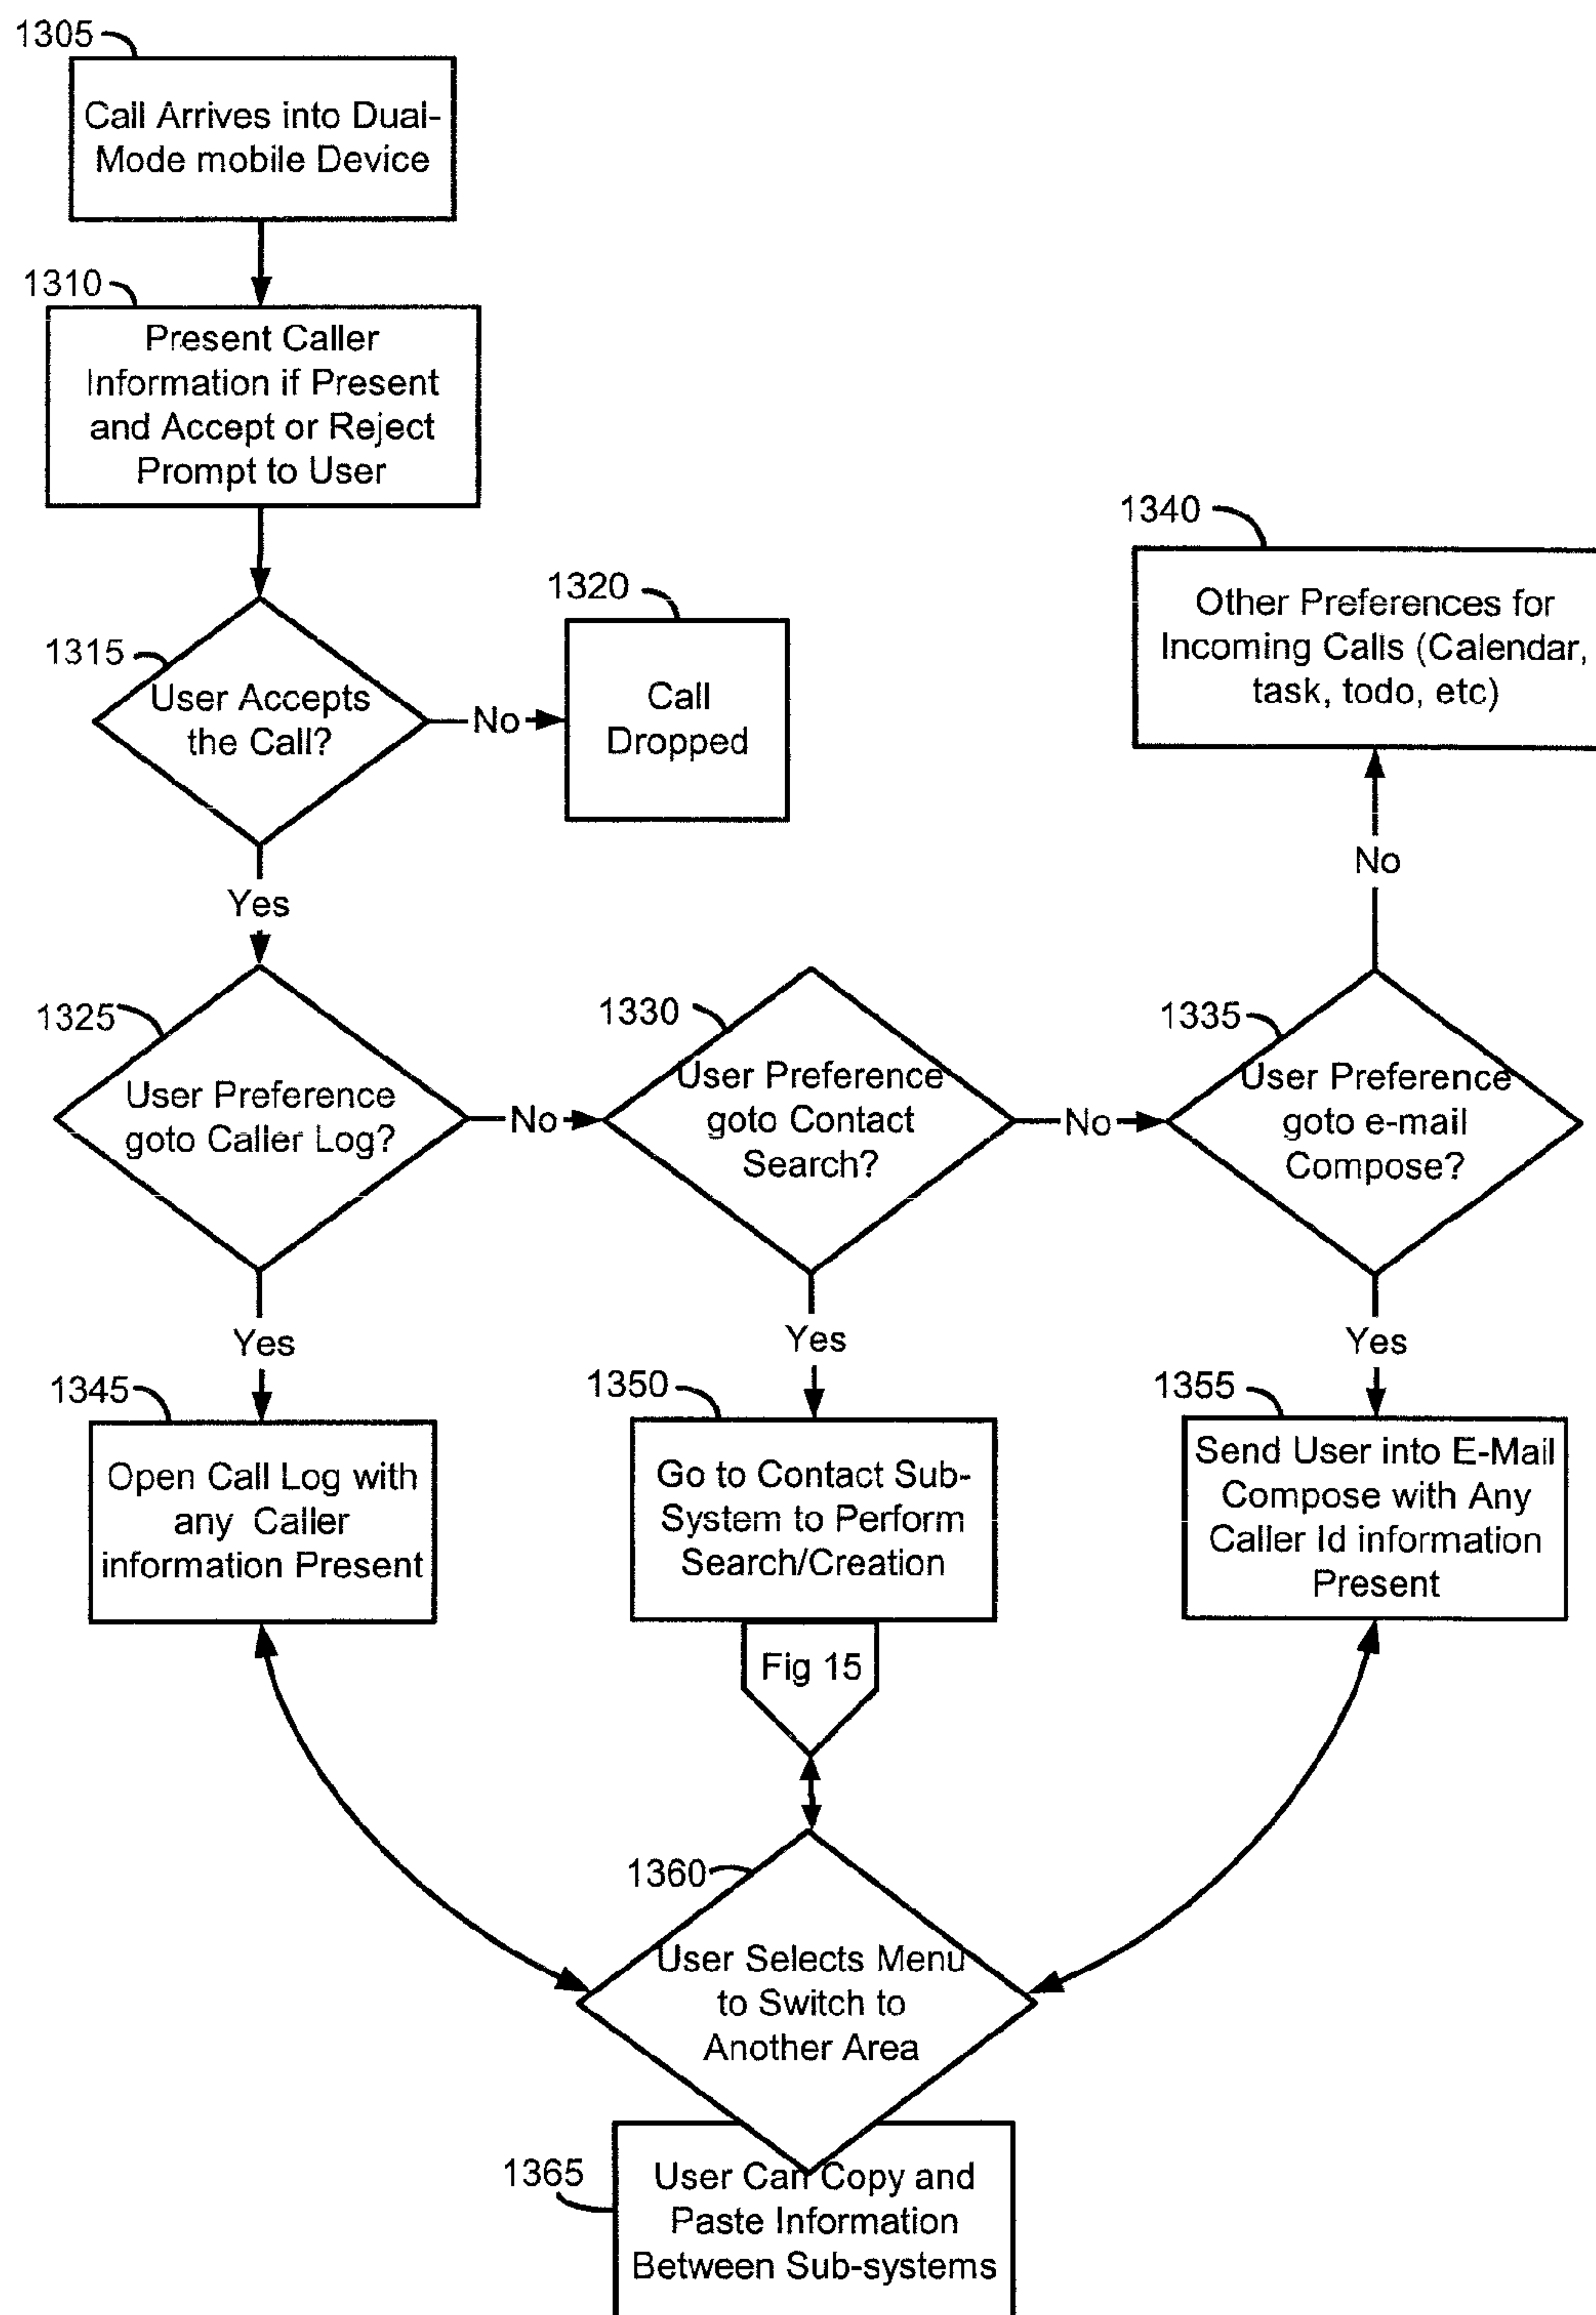 1305
Call Arrives into Dual-
Mode mobile Device
1310
Present Caller
Information if Present
and Accept or Reject
Prompt to User
1315
User Accepts
the Call?
No
1320
Call
Dropped
1340
Other Preferences for
Incoming Calls (Calendar,
task, todo, etc)
No
Yes
1325
User Preference
goto Caller Log?
No
1330
User Preference
goto Contact
Search?
No
1335
User Preference
goto e-mail
Compose?
Yes
Yes
Yes
1345
Open Call Log with
any Caller
information Present
1350
Go to Contact Sub-
System to Perform
Search/Creation
Fig 15
1355
Send User into E-Mail
Compose with Any
Caller Id information
Present
1360
User Selects Menu
to Switch to
Another Area
1365
User Can Copy and
Paste Information
Between Sub-systems